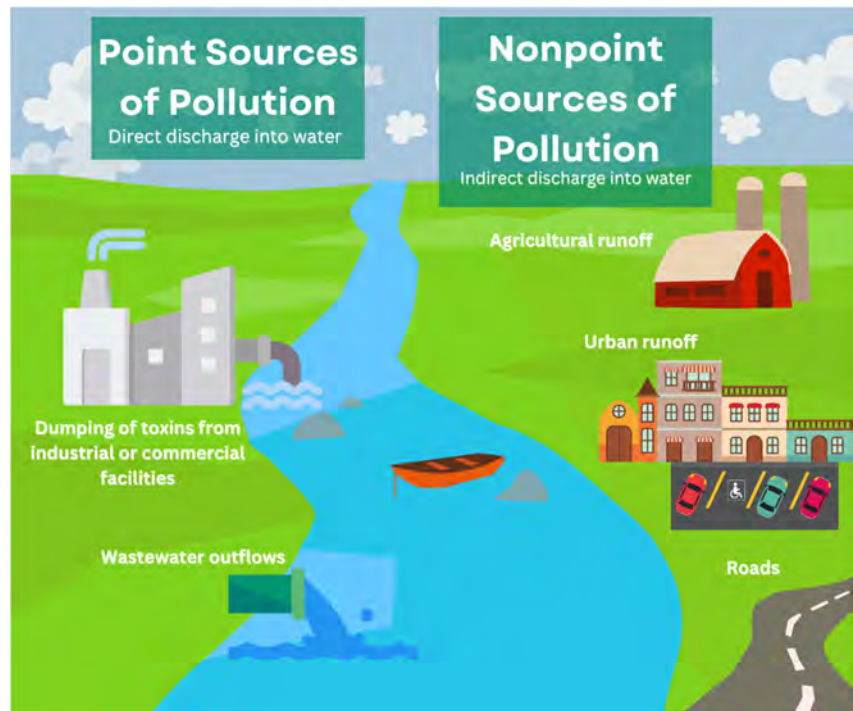 Point Sources
of Pollution
Direct discharge into water
Nonpoint
Sources of
Pollution
Indirect discharge into water
Agricultural runoff
Urban runoff
Dumping of toxins from
industrial or commercial
facilities
Wastewater outflows
Roads